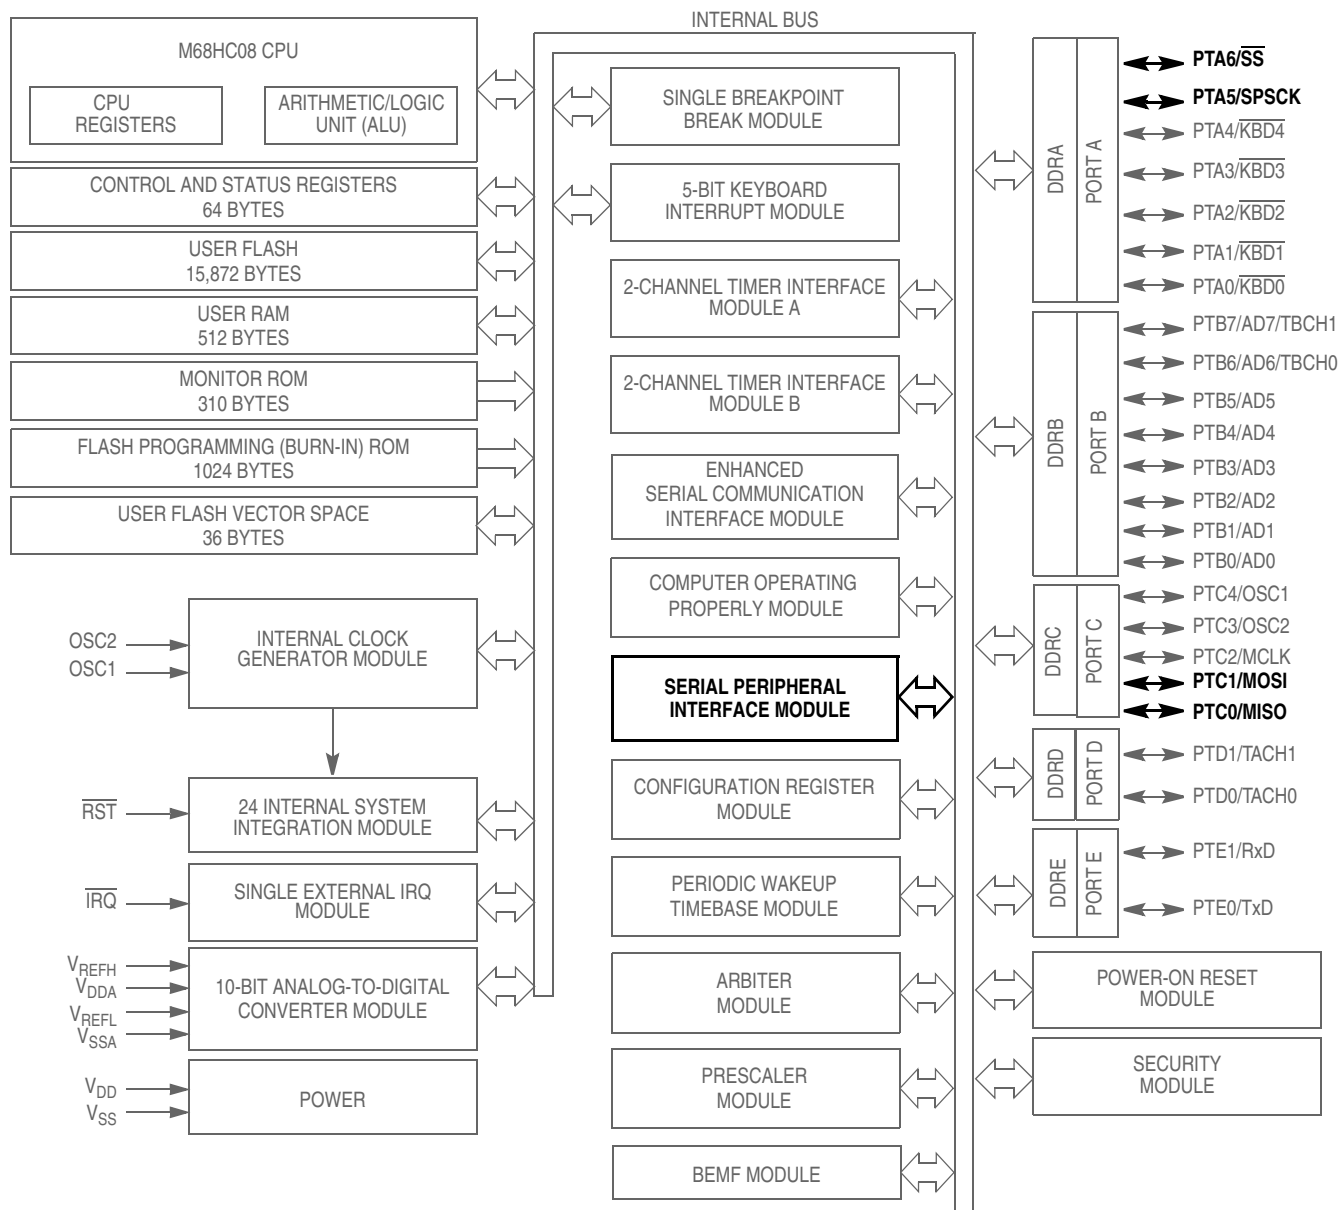 INTERNAL BUS
M68HC08 CPU
CPU
REGISTERS
ARITHMETIC/LOGIC
UNIT (ALU)
CONTROL AND STATUS REGISTERS
64 BYTES
USER FLASH
15,872 BYTES
USER RAM
512 BYTES
MONITOR ROM
310 BYTES
FLASH PROGRAMMING (BURN-IN) ROM
1024 BYTES
USER FLASH VECTOR SPACE
36 BYTES
OSC2
OSC1
INTERNAL CLOCK
GENERATOR MODULE
R̅S̅T̅
24 INTERNAL SYSTEM
INTEGRATION MODULE
I̅R̅Q̅
SINGLE EXTERNAL IRQ
MODULE
VREFH
VDDA
VREFL
VSSA
10-BIT ANALOG-TO-DIGITAL
CONVERTER MODULE
VDD
VSS
POWER
SINGLE BREAKPOINT
BREAK MODULE
5-BIT KEYBOARD
INTERRUPT MODULE
2-CHANNEL TIMER INTERFACE
MODULE A
2-CHANNEL TIMER INTERFACE
MODULE B
ENHANCED
SERIAL COMMUNICATION
INTERFACE MODULE
COMPUTER OPERATING
PROPERLY MODULE
SERIAL PERIPHERAL
INTERFACE MODULE
CONFIGURATION REGISTER
MODULE
PERIODIC WAKEUP
TIMEBASE MODULE
ARBITER
MODULE
PRESCALER
MODULE
BEMF MODULE
DDRA
PORT A
PTA6/S̅S̅
PTA5/SPSCK
PTA4/K̅B̅D̅4̅
PTA3/K̅B̅D̅3̅
PTA2/K̅B̅D̅2̅
PTA1/K̅B̅D̅1̅
PTA0/K̅B̅D̅0̅
DDRB
PORT B
PTB7/AD7/TBCH1
PTB6/AD6/TBCH0
PTB5/AD5
PTB4/AD4
PTB3/AD3
PTB2/AD2
PTB1/AD1
PTB0/AD0
DDRC
PORT C
PTC4/OSC1
PTC3/OSC2
PTC2/MCLK
PTC1/MOSI
PTC0/MISO
DDRD
PORT D
PTD1/TACH1
PTD0/TACH0
DDRE
PORT E
PTE1/RxD
PTE0/TxD
POWER-ON RESET
MODULE
SECURITY
MODULE